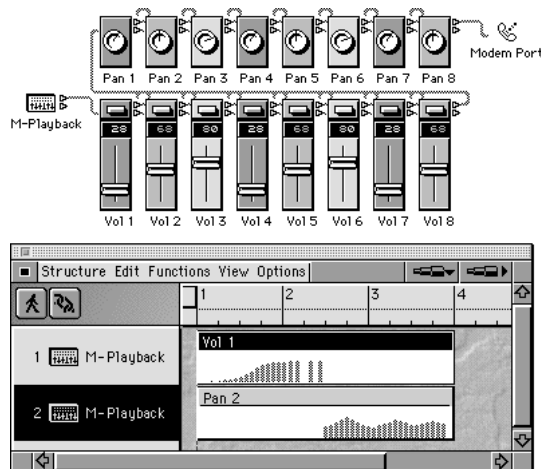 Pan 1 Pan 2 Pan 3 Pan 4 Pan 5 Pan 6 Pan 7 Pan 8
Modem Port
M-Playback
28 68 80 28 68 80 28 68
Vol 1 Vol 2 Vol 3 Vol 4 Vol 5 Vol 6 Vol 7 Vol 8
Structure Edit Functions View Options
1 2 3 4
Vol 1
1 M-Playback
Pan 2
2 M-Playback